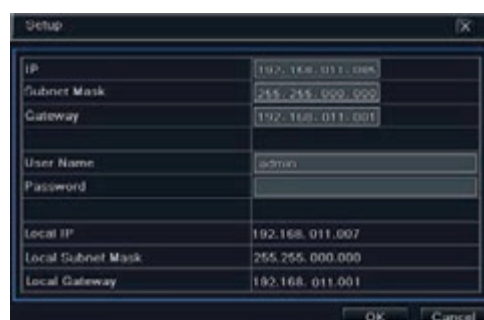 Setup
IP 192.168.011.085
Subnet Mask 255.255.000.000
Gateway 192.168.011.001
User Name admin
Password
Local IP 192.168.011.007
Local Subnet Mask 255.255.000.000
Local Gateway 192.168.011.001
OK Cancel